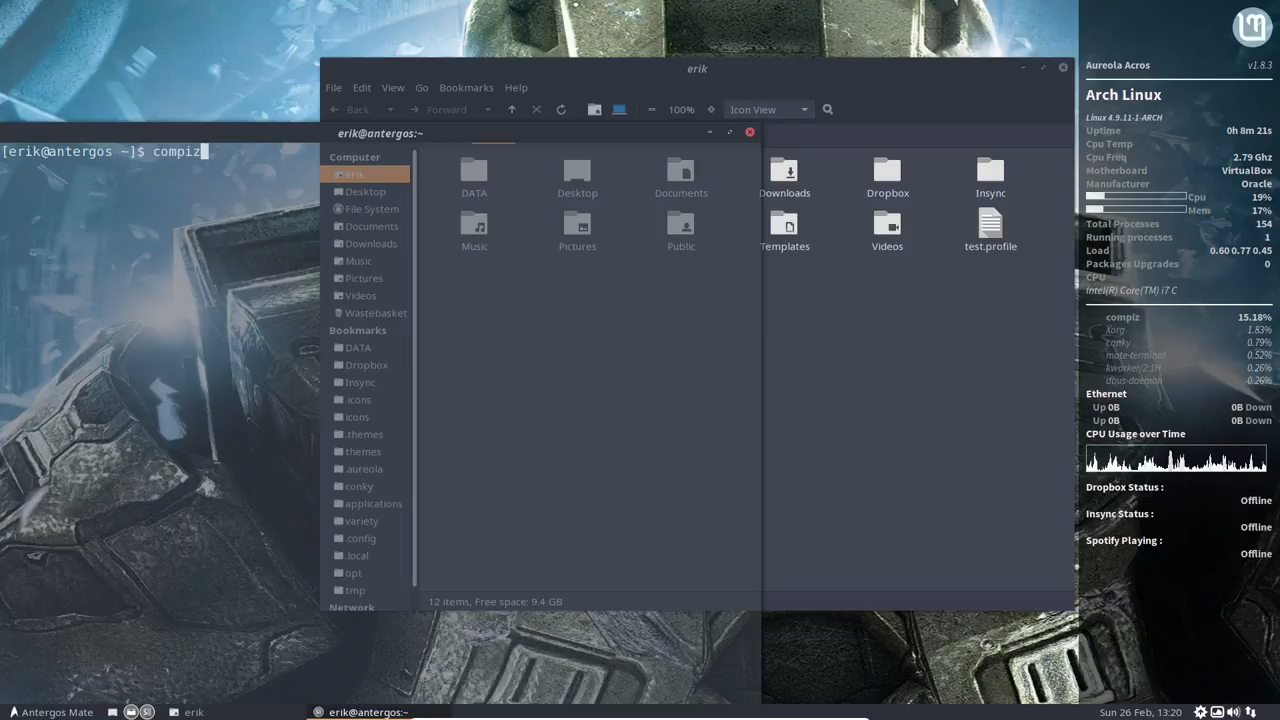 erik
File Edit View Go Bookmarks Help
Back Forward 100% Icon View
erik@antergos:~
[erik@antergos ~]$ compiz
Computer
erik
Desktop
File System
Documents
Downloads
Music
Pictures
Videos
Wastebasket
Bookmarks
DATA
Dropbox
Insync
.icons
icons
.themes
themes
.aureola
conky
applications
variety
.config
.local
opt
tmp
Network
DATA Desktop Documents Downloads Dropbox Insync
Music Pictures Public Templates Videos test.profile
12 items, Free space: 9.4 GB
Aureola Acros v1.8.3
Arch Linux
Linux 4.9.11-1-ARCH
Uptime 0h 8m 21s
Cpu Temp
Cpu Freq 2.79 Ghz
Motherboard VirtualBox
Manufacturer Oracle
Cpu 19%
Mem 17%
Total Processes 154
Running processes 1
Load 0.60 0.77 0.45
Packages Upgrades 0
CPU
Intel(R) Core(TM) i7 C
compiz 15.18%
Xorg 1.83%
conky 0.79%
mate-terminal 0.52%
kworker/2:1H 0.26%
dbus-daemon 0.26%
Ethernet
Up 0B 0B Down
Up 0B 0B Down
CPU Usage over Time
Dropbox Status :
Offline
Insync Status :
Offline
Spotify Playing :
Offline
Antergos Mate erik erik@antergos:~ Sun 26 Feb, 13:20